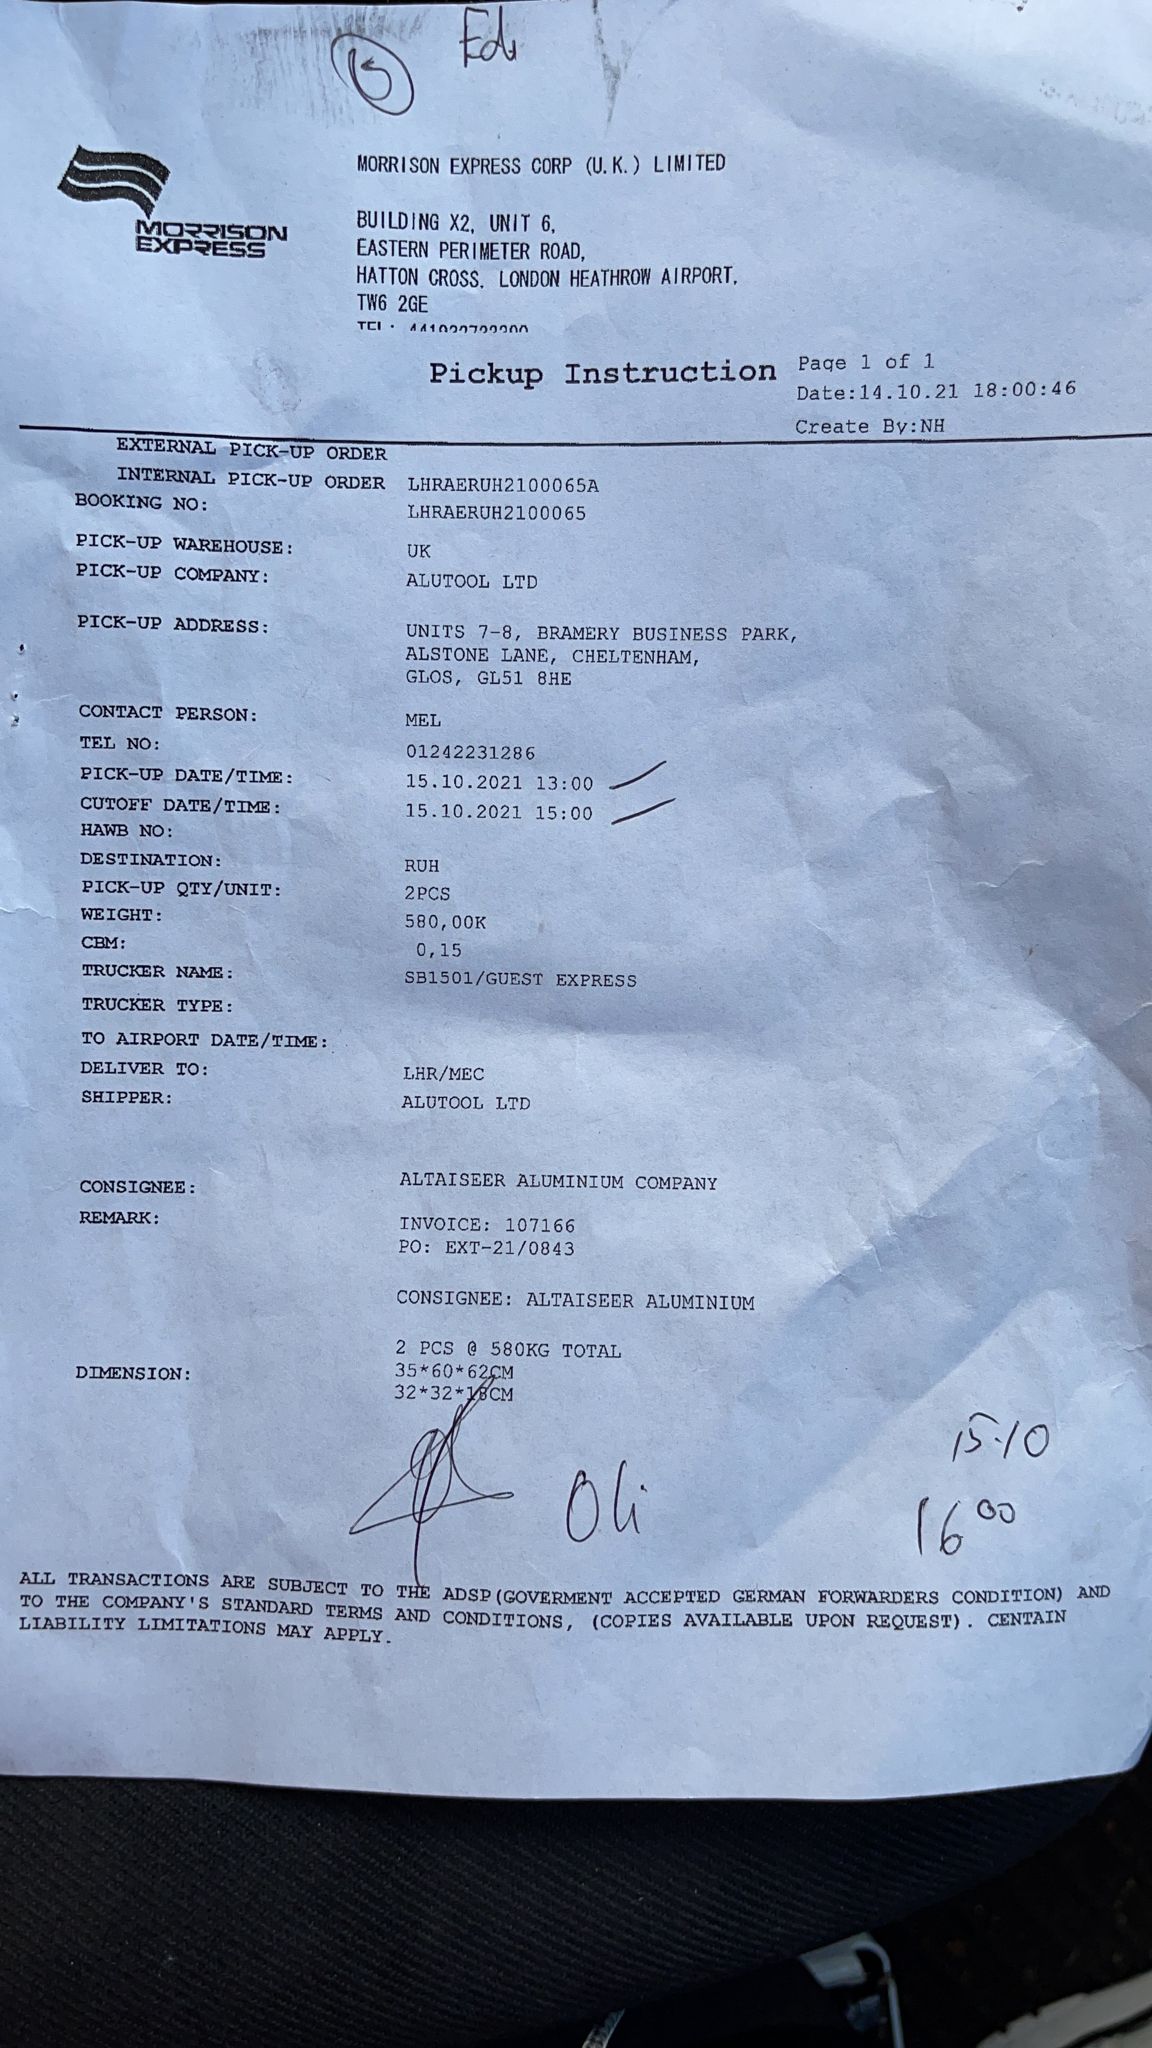 Edi
MORRISON
EXPRESS
MORRISON EXPRESS CORP (U.K.) LIMITED
BUILDING X2, UNIT 6,
EASTERN PERIMETER ROAD,
HATTON CROSS, LONDON HEATHROW AIRPORT,
TW6 2GE
Pickup Instruction
Page 1 of 1
Date:14.10.21 18:00:46
Create By:NH
EXTERNAL PICK-UP ORDER
INTERNAL PICK-UP ORDER LHRAERUH2100065A
BOOKING NO: LHRAERUH2100065
PICK-UP WAREHOUSE: UK
PICK-UP COMPANY: ALUTOOL LTD
PICK-UP ADDRESS: UNITS 7-8, BRAMERY BUSINESS PARK,
ALSTONE LANE, CHELTENHAM,
GLOS, GL51 8HE
CONTACT PERSON: MEL
TEL NO: 01242231286
PICK-UP DATE/TIME: 15.10.2021 13:00
CUTOFF DATE/TIME: 15.10.2021 15:00
HAWB NO:
DESTINATION: RUH
PICK-UP QTY/UNIT: 2PCS
WEIGHT: 580,00K
CBM: 0,15
TRUCKER NAME: SB1501/GUEST EXPRESS
TRUCKER TYPE:
TO AIRPORT DATE/TIME:
DELIVER TO: LHR/MEC
SHIPPER: ALUTOOL LTD
CONSIGNEE: ALTAISEER ALUMINIUM COMPANY
REMARK: INVOICE: 107166
PO: EXT-21/0843
CONSIGNEE: ALTAISEER ALUMINIUM
2 PCS @ 580KG TOTAL
DIMENSION: 35*60*62CM
32*32*18CM
15.10
Oli
16 00
ALL TRANSACTIONS ARE SUBJECT TO THE ADSP(GOVERMENT ACCEPTED GERMAN FORWARDERS CONDITION) AND
TO THE COMPANY'S STANDARD TERMS AND CONDITIONS, (COPIES AVAILABLE UPON REQUEST). CENTAIN
LIABILITY LIMITATIONS MAY APPLY.